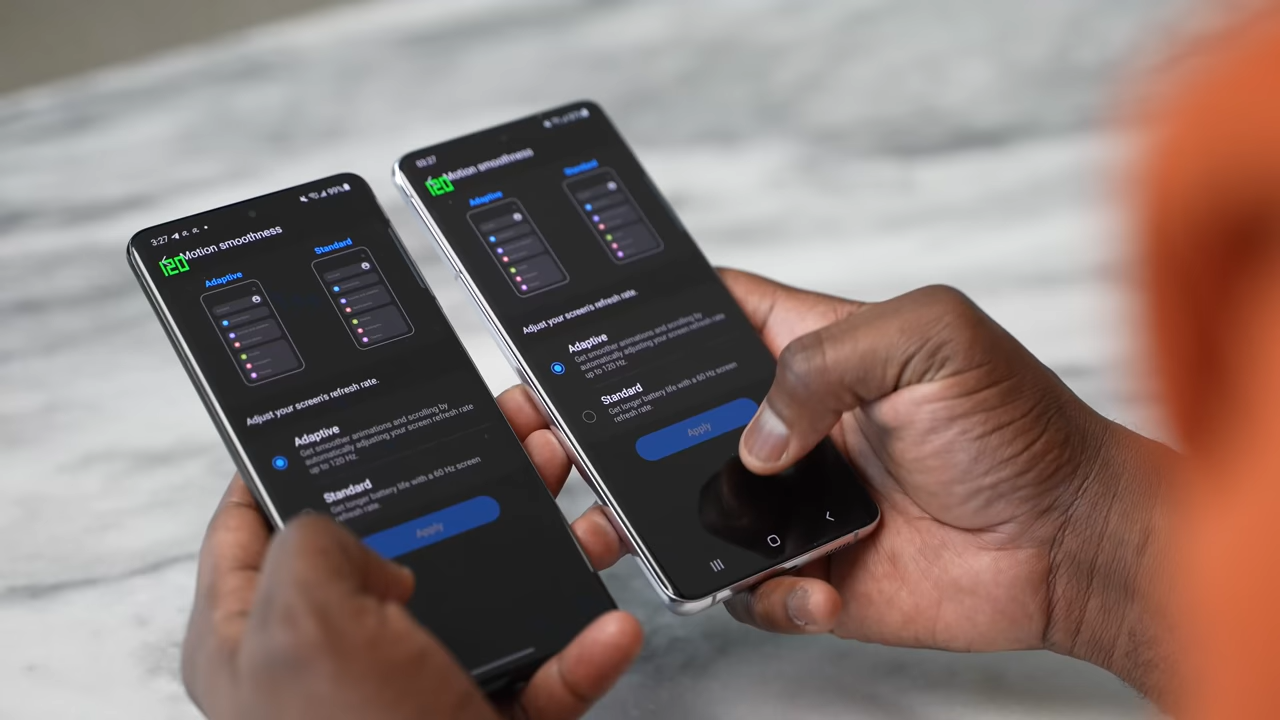 3:27
99%
120
Motion smoothness
Adaptive
Standard
Adjust your screen's refresh rate.
Adaptive
Get smoother animations and scrolling by
automatically adjusting your screen refresh rate
up to 120 Hz.
Standard
Get longer battery life with a 60 Hz screen
refresh rate.
Apply
03:27
120
Motion smoothness
Adaptive
Standard
Adjust your screen's refresh rate.
Adaptive
Get smoother animations and scrolling by
automatically adjusting your screen refresh rate
up to 120 Hz.
Standard
Get longer battery life with a 60 Hz screen
refresh rate.
Apply